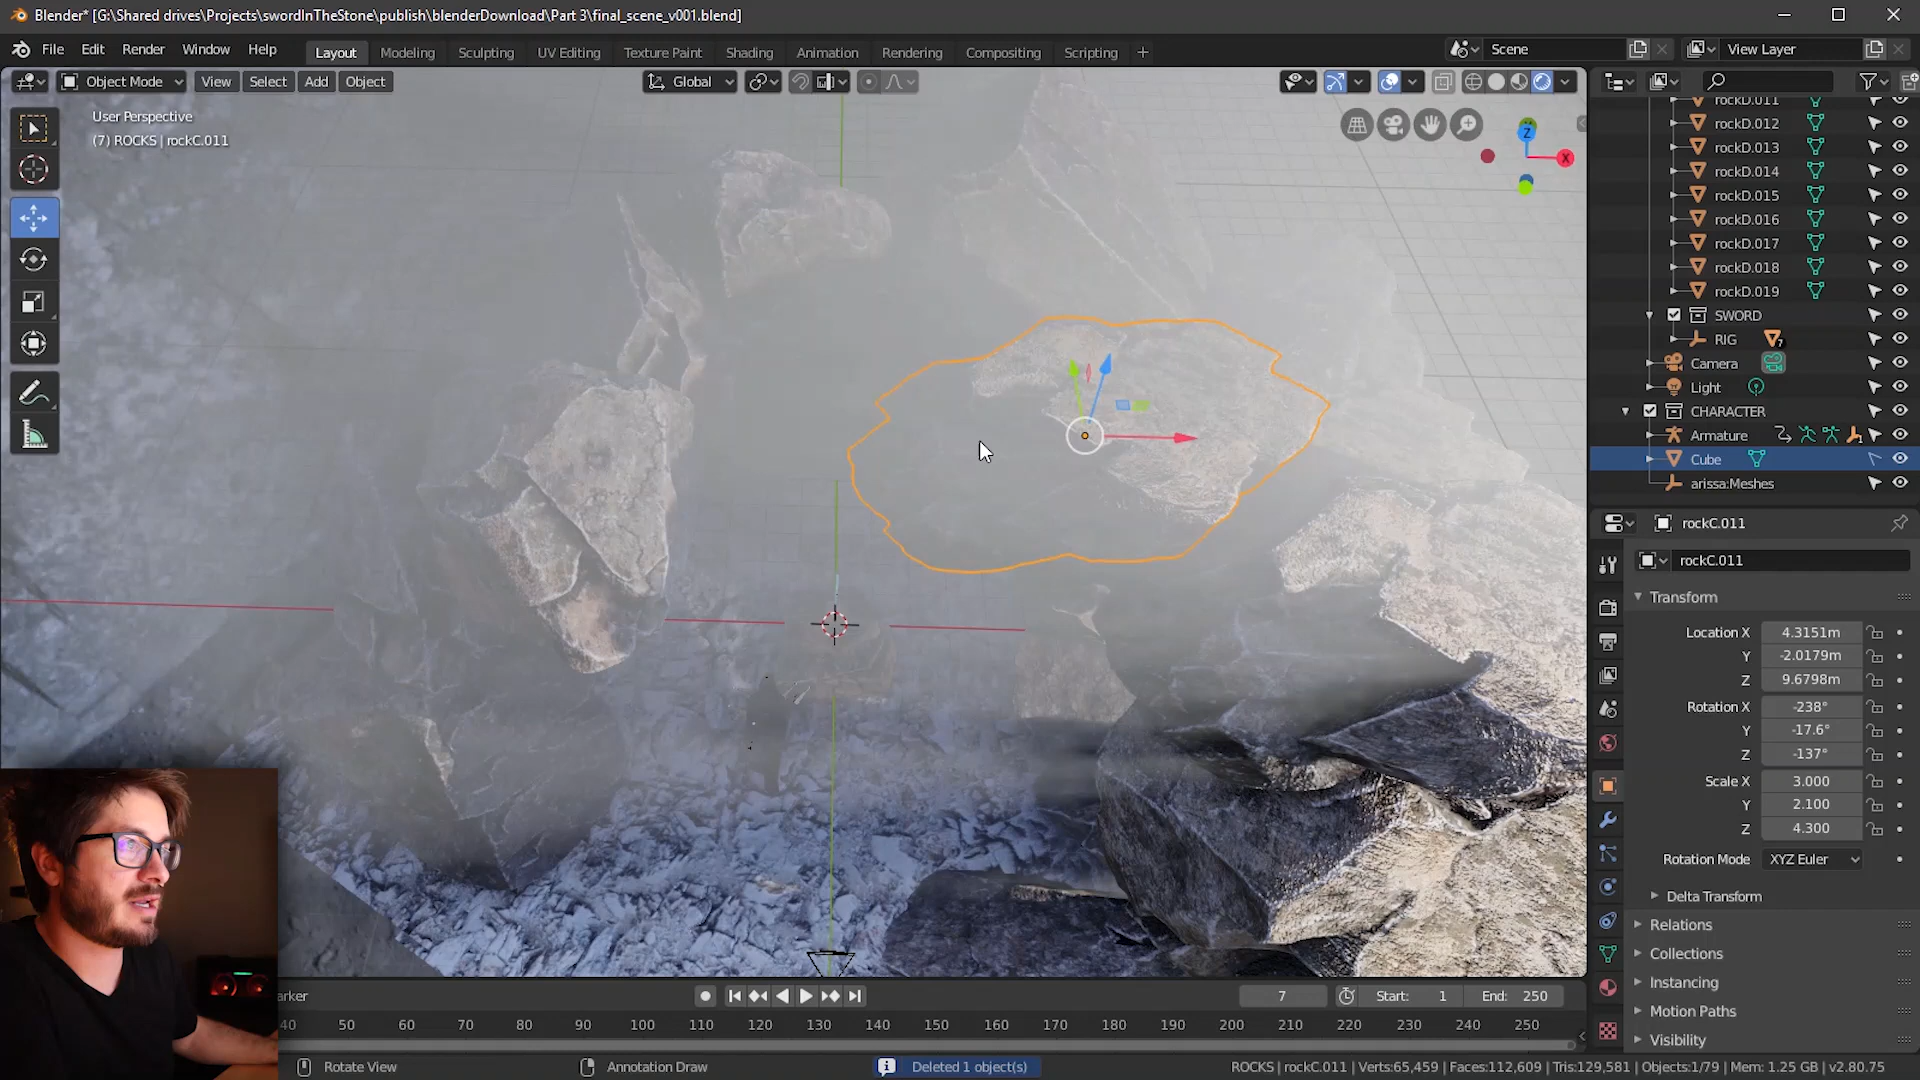 Blender* [G:\Shared drives\Projects\swordInTheStone\publish\blenderDownload\Part 3\final_scene_v001.blend]
File Edit Render Window Help Layout Modeling Sculpting UV Editing Texture Paint Shading Animation Rendering Compositing Scripting + Scene View Layer
Object Mode View Select Add Object Global
User Perspective
(7) ROCKS | rockC.011
Z
X
rockD.011
rockD.012
rockD.013
rockD.014
rockD.015
rockD.016
rockD.017
rockD.018
rockD.019
SWORD
RIG 7
Camera
Light
CHARACTER
Armature
Cube
arissa:Meshes
rockC.011
rockC.011
Transform
Location X 4.3151m
Y -2.0179m
Z 9.6798m
Rotation X -238°
Y -17.6°
Z -137°
Scale X 3.000
Y 2.100
Z 4.300
Rotation Mode XYZ Euler
Delta Transform
Relations
Collections
Instancing
Motion Paths
Visibility
arker 7 Start: 1 End: 250
40 50 60 70 80 90 100 110 120 130 140 150 160 170 180 190 200 210 220 230 240 250
Rotate View Annotation Draw Deleted 1 object(s) ROCKS | rockC.011 | Verts:65,459 | Faces:112,609 | Tris:129,581 | Objects:1/79 | Mem: 1.25 GB | v2.80.75